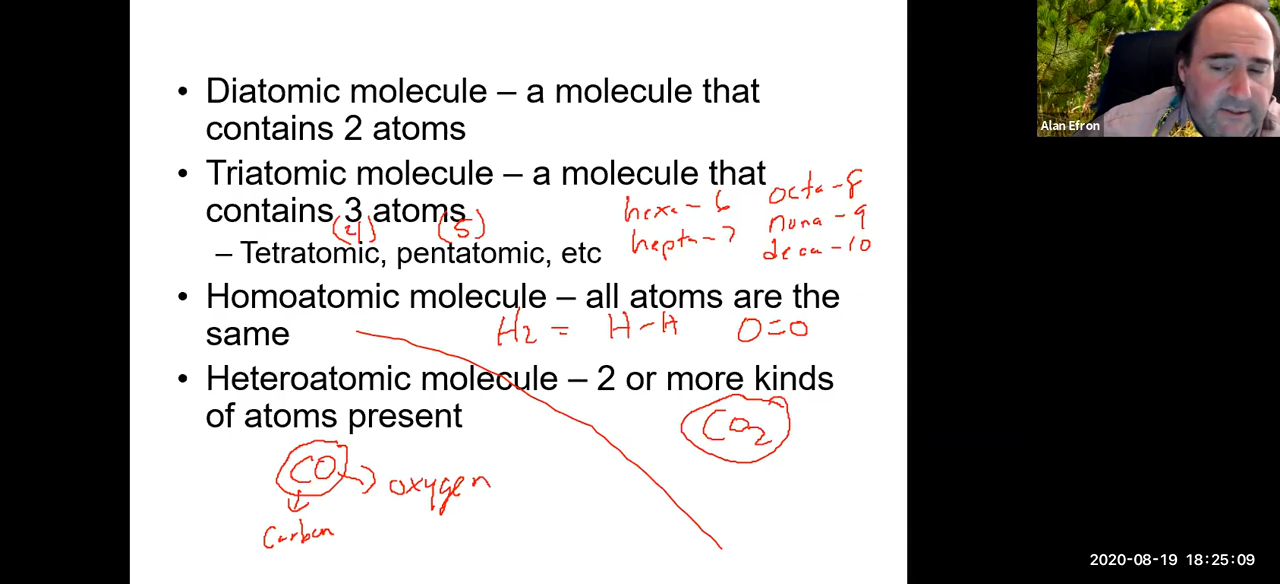 • Diatomic molecule – a molecule that
contains 2 atoms
• Triatomic molecule – a molecule that
contains 3 atoms
hexa - 6
octa - 8
(4)
(5)
hepta - 7
nona - 9
deca - 10
– Tetratomic, pentatomic, etc
• Homoatomic molecule – all atoms are the
same
H2 = H-H O=O
• Heteroatomic molecule – 2 or more kinds
of atoms present
CO2
CO
oxygen
Carbon
Alan Efron
2020-08-19 18:25:09